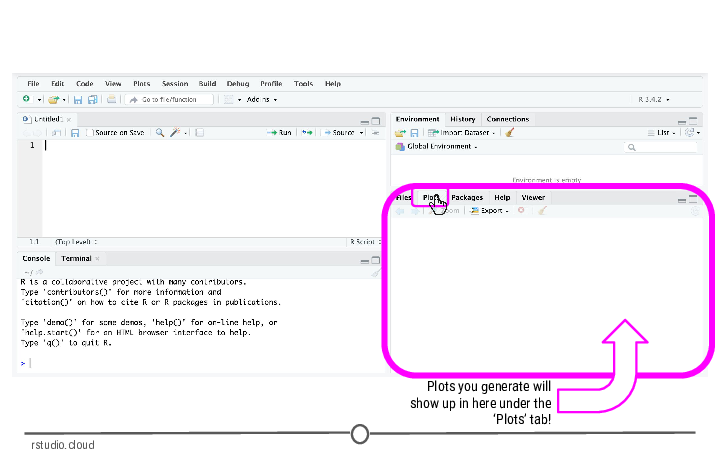 File Edit Code View Plots Session Build Debug Profile Tools Help
Go to file/function Addins R 3.4.2
Untitled1 Environment History Connections
Source on Save Run Source Import Dataset List
1 Global Environment
Environment is empty
Files Plots Packages Help Viewer
Zoom Export
1:1 (Top Level) R Script
Console Terminal
~/
R is a collaborative project with many contributors.
Type 'contributors()' for more information and
'citation()' on how to cite R or R packages in publications.
Type 'demo()' for some demos, 'help()' for on-line help, or
'help.start()' for an HTML browser interface to help.
Type 'q()' to quit R.
>
Plots you generate will
show up in here under the
‘Plots’ tab!
rstudio.cloud